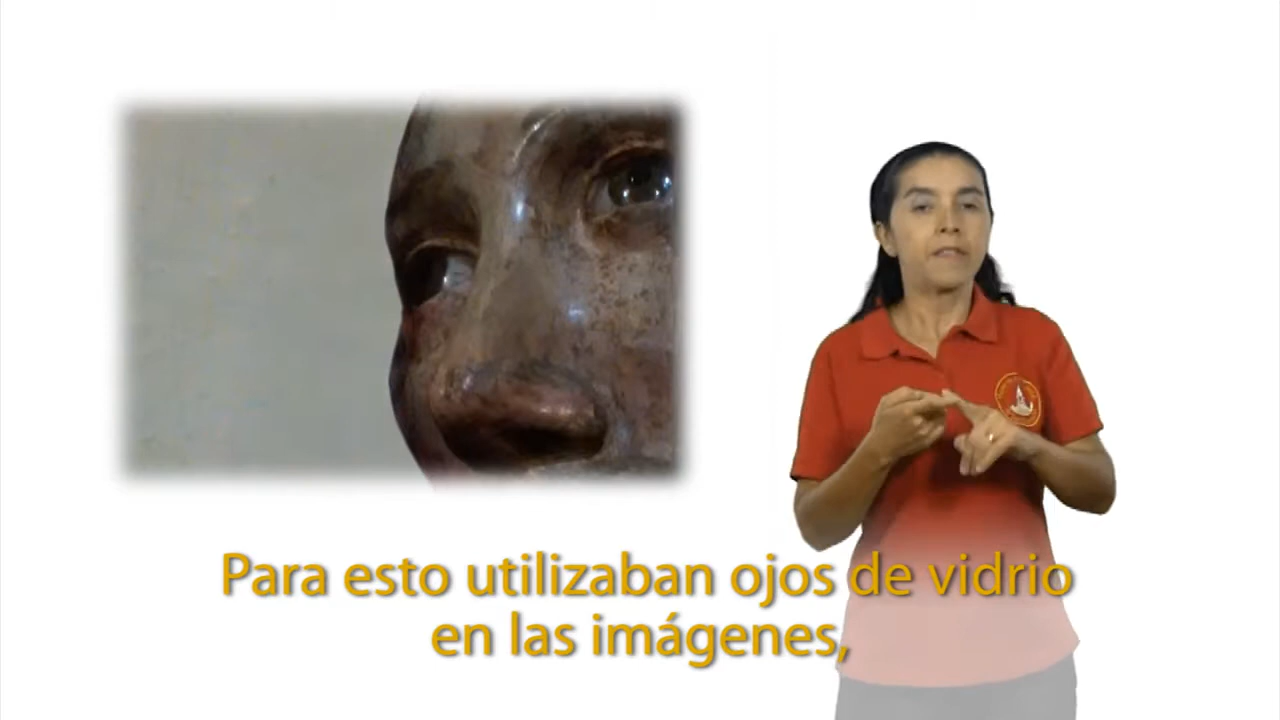 Para esto utilizaban ojos de vidrio
en las imágenes,